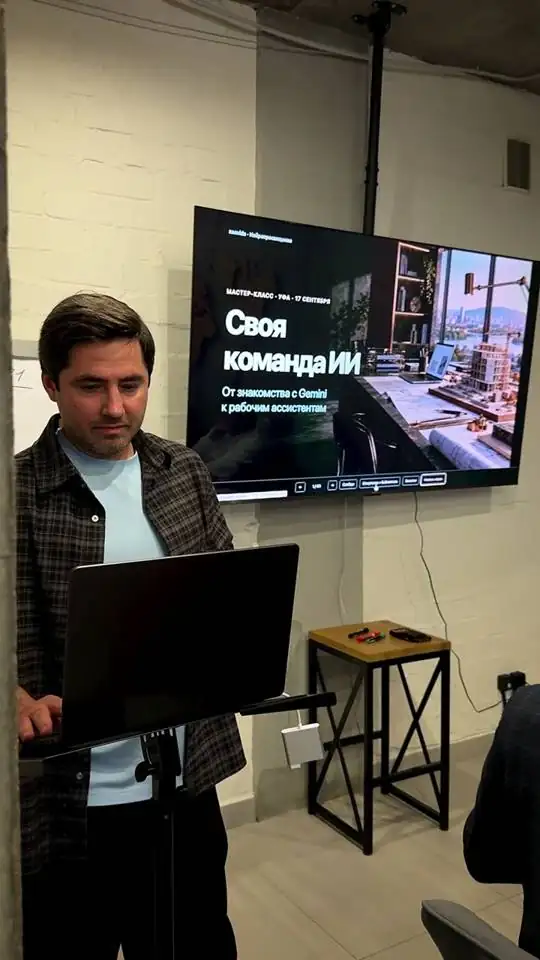 МАСТЕР-КЛАСС · УФА · 17 СЕНТЯБРЯ
Своя
команда ИИ
От знакомства с Gemini
к рабочим ассистентам